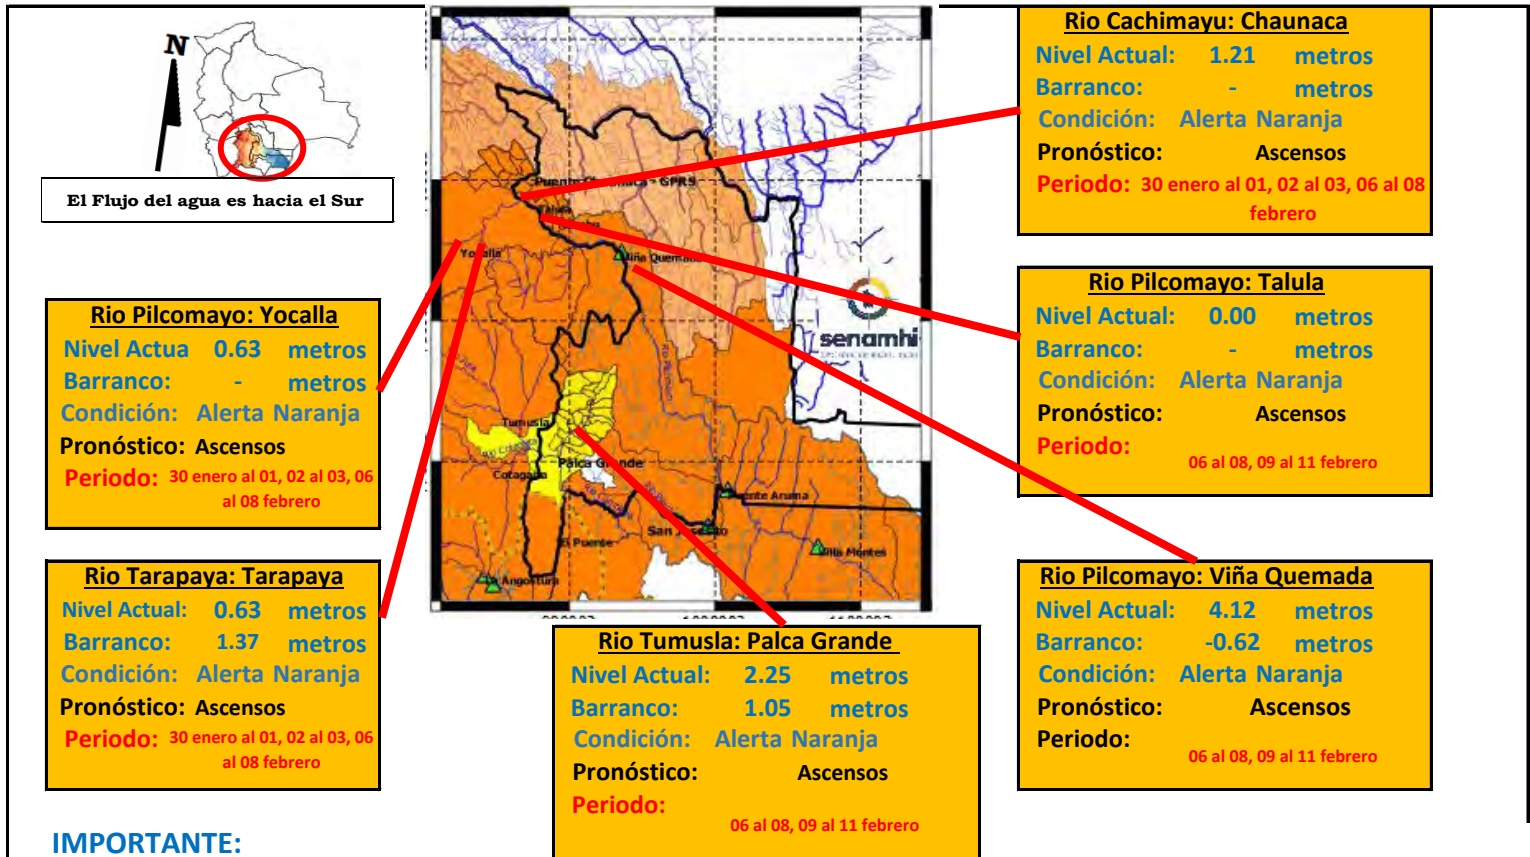 N
El Flujo del agua es hacia el Sur
Rio Pilcomayo: Yocalla
Nivel Actua 0.63 metros
Barranco: - metros
Condición: Alerta Naranja
Pronóstico: Ascensos
Periodo: 30 enero al 01, 02 al 03, 06
al 08 febrero
Rio Tarapaya: Tarapaya
Nivel Actual: 0.63 metros
Barranco: 1.37 metros
Condición: Alerta Naranja
Pronóstico: Ascensos
Periodo: 30 enero al 01, 02 al 03, 06
al 08 febrero
IMPORTANTE:
Yocalla
Tumusla
Palca Grande
Cotagaita
El Puente
San Josecito
Puente Aruma
Villa Montes
Angostura
Viña Quemada
senamhi
Rio Tumusla: Palca Grande
Nivel Actual: 2.25 metros
Barranco: 1.05 metros
Condición: Alerta Naranja
Pronóstico: Ascensos
Periodo:
06 al 08, 09 al 11 febrero
Rio Cachimayu: Chaunaca
Nivel Actual: 1.21 metros
Barranco: - metros
Condición: Alerta Naranja
Pronóstico: Ascensos
Periodo: 30 enero al 01, 02 al 03, 06 al 08
febrero
Rio Pilcomayo: Talula
Nivel Actual: 0.00 metros
Barranco: - metros
Condición: Alerta Naranja
Pronóstico: Ascensos
Periodo:
06 al 08, 09 al 11 febrero
Rio Pilcomayo: Viña Quemada
Nivel Actual: 4.12 metros
Barranco: -0.62 metros
Condición: Alerta Naranja
Pronóstico: Ascensos
Periodo:
06 al 08, 09 al 11 febrero